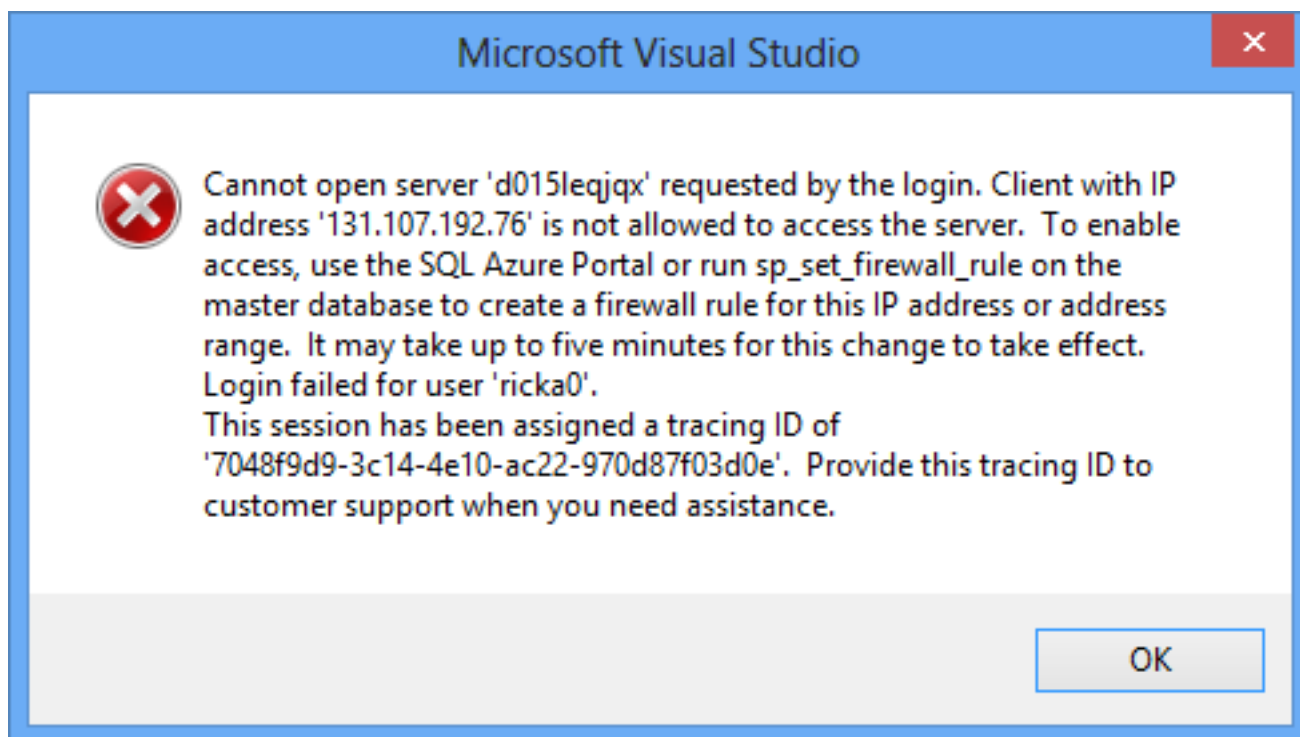 Microsoft Visual Studio
Cannot open server 'd015leqjqx' requested by the login. Client with IP
address '131.107.192.76' is not allowed to access the server.  To enable
access, use the SQL Azure Portal or run sp_set_firewall_rule on the
master database to create a firewall rule for this IP address or address
range.  It may take up to five minutes for this change to take effect.
Login failed for user 'ricka0'.
This session has been assigned a tracing ID of
'7048f9d9-3c14-4e10-ac22-970d87f03d0e'.  Provide this tracing ID to
customer support when you need assistance.
OK